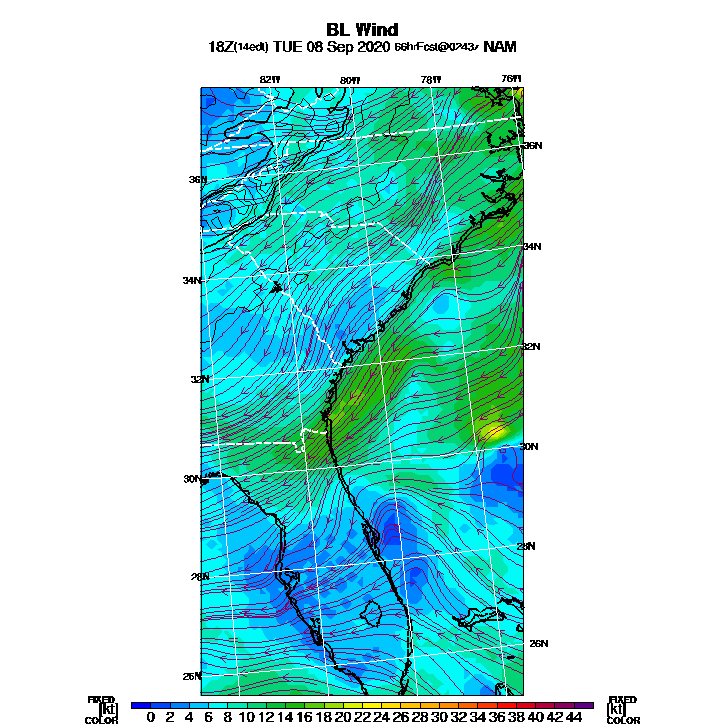 BL Wind
18Z(14edt) TUE 08 Sep 2020 66hrFcst@0243z NAM
82W 80W 78W 76W
36N
36N
34N
34N
32N
32N
30N
30N
28N
28N
26N
26N
FIXED FIXED
[kt] 0 2 4 6 8 10 12 14 16 18 20 22 24 26 28 30 32 34 36 38 40 42 44 [kt]
COLOR COLOR